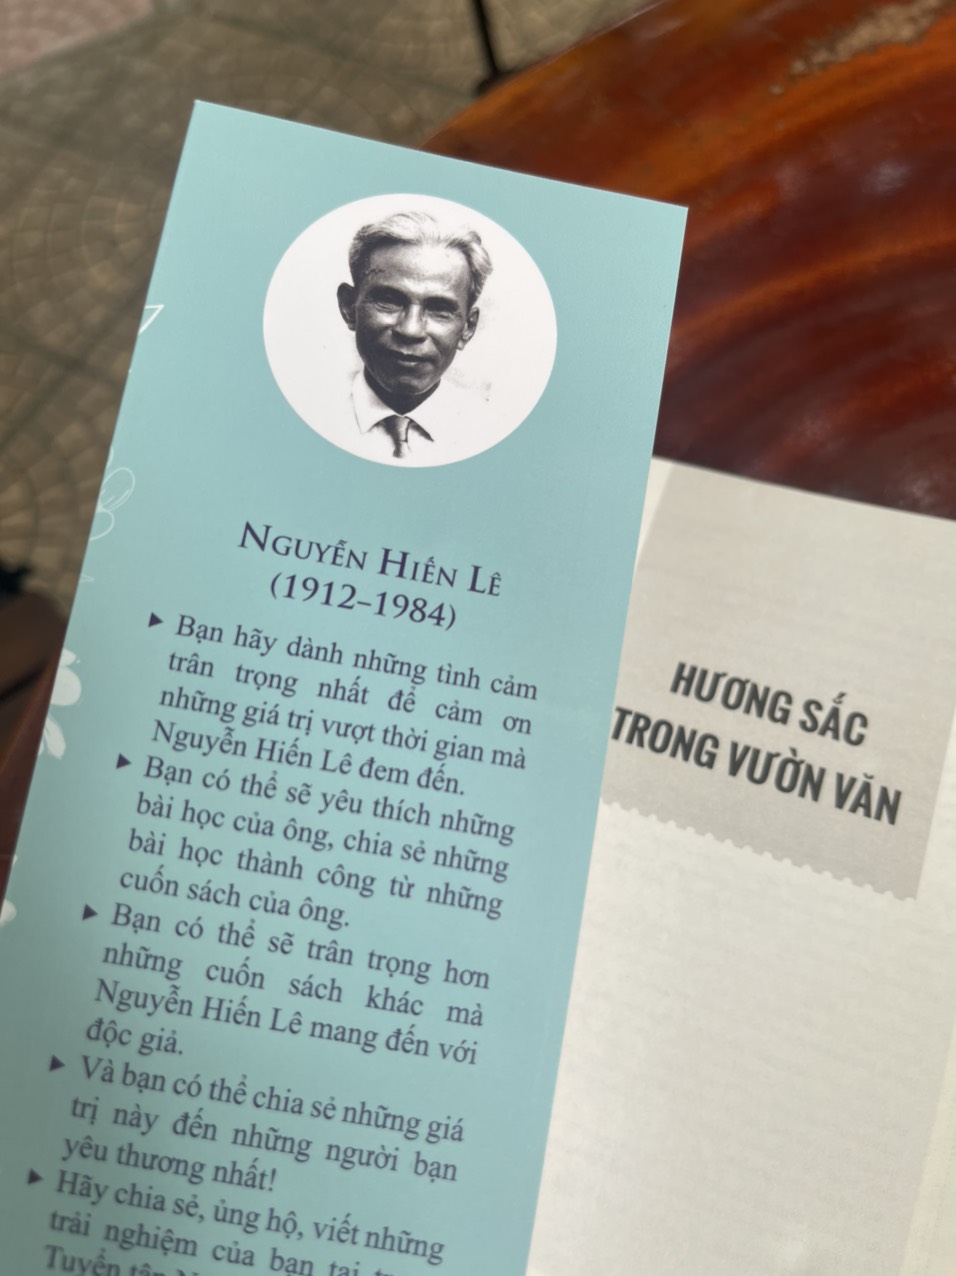 NGUYỄN HIẾN LÊ
(1912–1984)
▶ Bạn hãy dành những tình cảm
trân trọng nhất để cảm ơn
những giá trị vượt thời gian mà
Nguyễn Hiến Lê đem đến.
▶ Bạn có thể sẽ yêu thích những
bài học của ông, chia sẻ những
bài học thành công từ những
cuốn sách của ông.
▶ Bạn có thể sẽ trân trọng hơn
những cuốn sách khác mà
Nguyễn Hiến Lê mang đến với
độc giả.
▶ Và bạn có thể chia sẻ những giá
trị này đến những người bạn
yêu thương nhất!
▶ Hãy chia sẻ, ủng hộ, viết những
trải nghiệm của bạn tại
Tuyển tập
HƯƠNG SẮC
TRONG VƯỜN VĂN